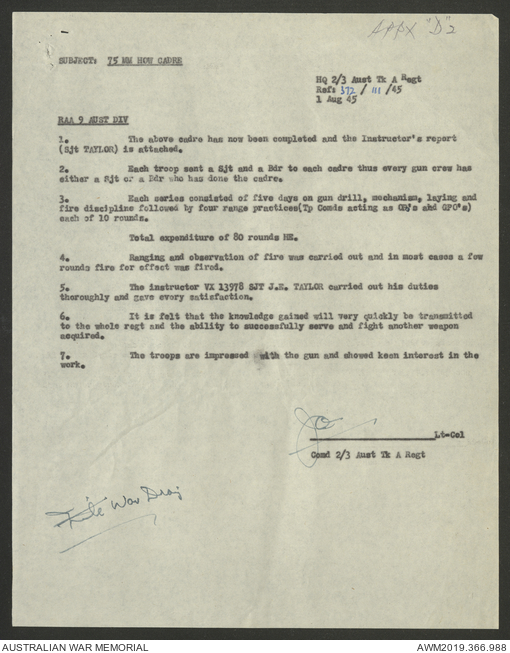 APPX "D" 2
SUBJECT: 75 MM HOW CADRE
HQ 2/3 Aust Tk A Regt
Ref: 372 / 111 /45
1 Aug 45
RAA 9 AUST DIV
1. The above cadre has now been completed and the Instructor's report
(Sjt TAYLOR) is attached.
2. Each troop sent a Sjt and a Bdr to each cadre thus every gun crew has
either a Sjt or a Bdr who has done the cadre.
3. Each series consisted of five days on gun drill, mechanism, laying and
fire discipline followed by four range practices(Tp Comds acting as OP's and GPO's)
each of 10 rounds.
Total expenditure of 80 rounds HE.
4. Ranging and observation of fire was carried out and in most cases a few
rounds fire for effect was fired.
5. The instructor VX 13978 SJT J.E. TAYLOR carried out his duties
thoroughly and gave every satisfaction.
6. It is felt that the knowledge gained will very quickly be transmitted
to the whole regt and the ability to successfully serve and fight another weapon
acquired.
7. The troops are impressed with the gun and showed keen interest in the
work.
Lt-Col
Comd 2/3 Aust Tk A Regt
War Diary
AUSTRALIAN WAR MEMORIAL
AWM2019.366.988